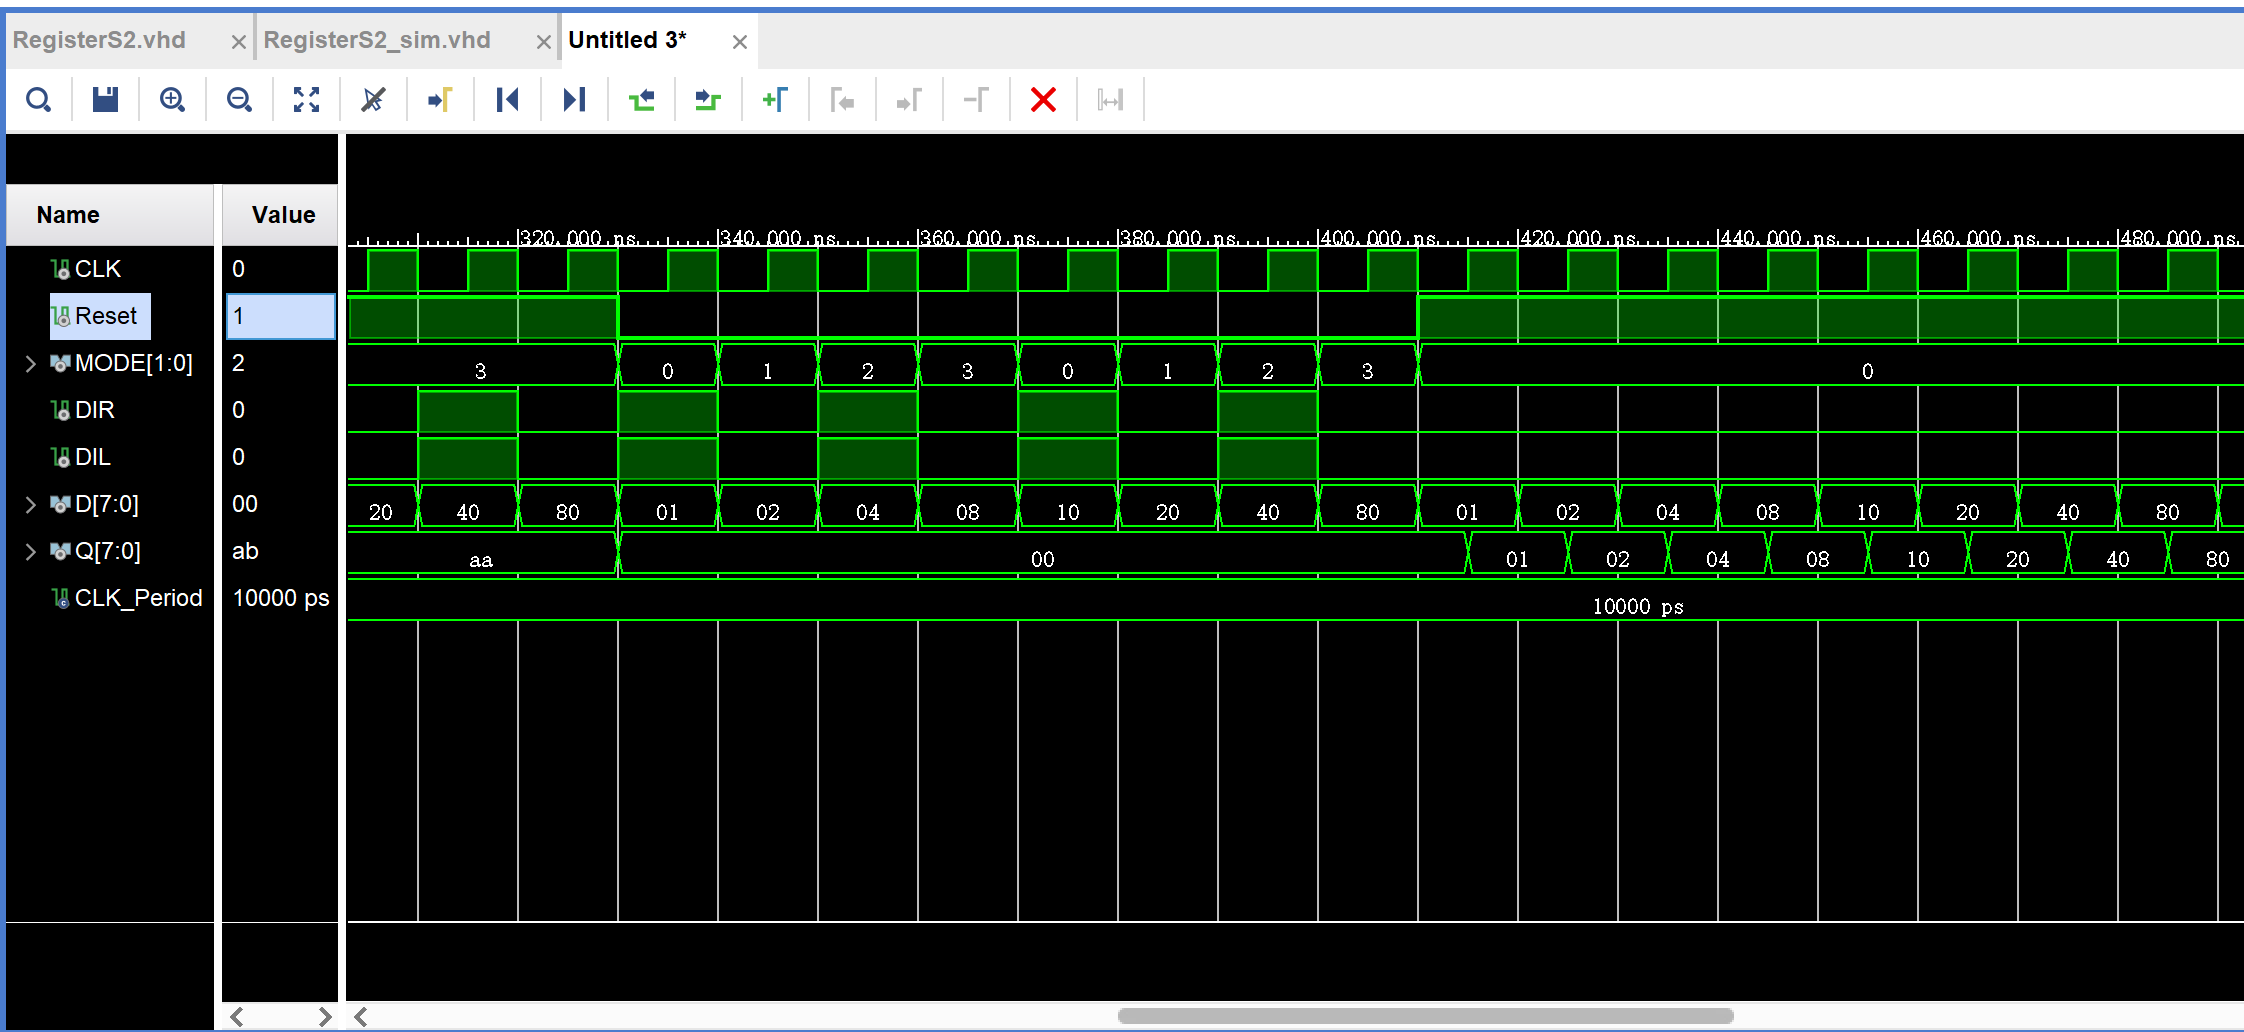 RegisterS2.vhd RegisterS2_sim.vhd Untitled 3*
Name Value
320.000 ns 340.000 ns 360.000 ns 380.000 ns 400.000 ns 420.000 ns 440.000 ns 460.000 ns 480.000 ns
CLK 0
Reset 1
MODE[1:0] 2 3 0 1 2 3 0 1 2 3 0
DIR 0
DIL 0
D[7:0] 00 20 40 80 01 02 04 08 10 20 40 80 01 02 04 08 10 20 40 80
Q[7:0] ab aa 00 01 02 04 08 10 20 40 80
CLK_Period 10000 ps 10000 ps